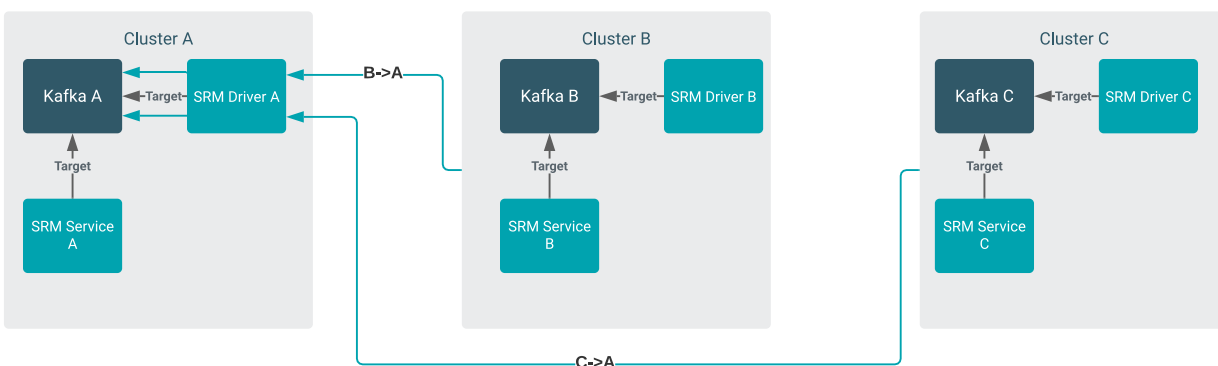 Cluster A
Kafka A
Target
SRM Driver A
Target
SRM Service
A
B->A
Cluster B
Kafka B
Target
SRM Driver B
Target
SRM Service
B
Cluster C
Kafka C
Target
SRM Driver C
Target
SRM Service
C
C->A